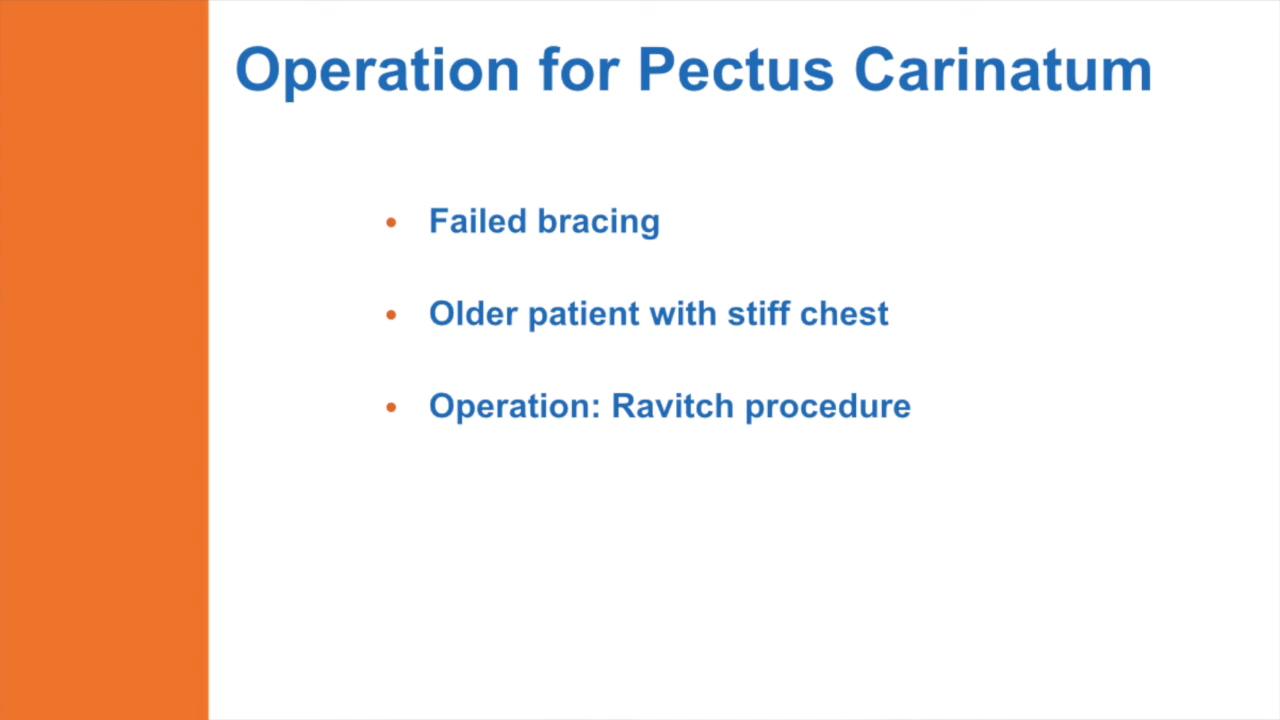 Operation for Pectus Carinatum
• Failed bracing
• Older patient with stiff chest
• Operation: Ravitch procedure